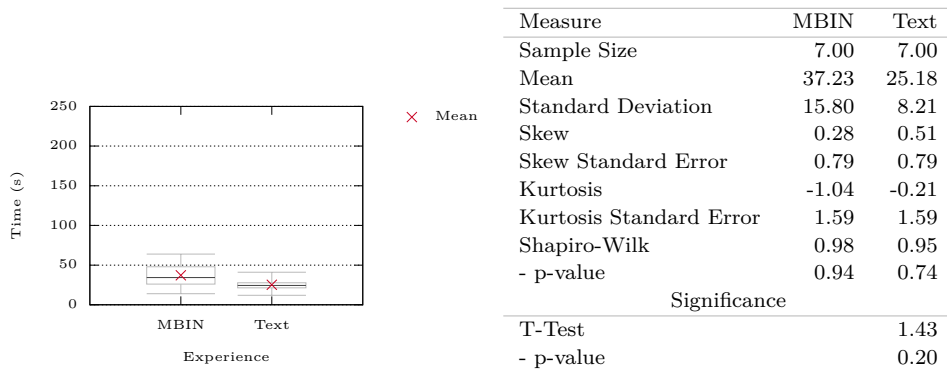 250
200
150
100
50
0
Time (s)
MBIN Text
Experience
Mean
Measure MBIN Text
Sample Size 7.00 7.00
Mean 37.23 25.18
Standard Deviation 15.80 8.21
Skew 0.28 0.51
Skew Standard Error 0.79 0.79
Kurtosis -1.04 -0.21
Kurtosis Standard Error 1.59 1.59
Shapiro-Wilk 0.98 0.95
- p-value 0.94 0.74
Significance
T-Test 1.43
- p-value 0.20